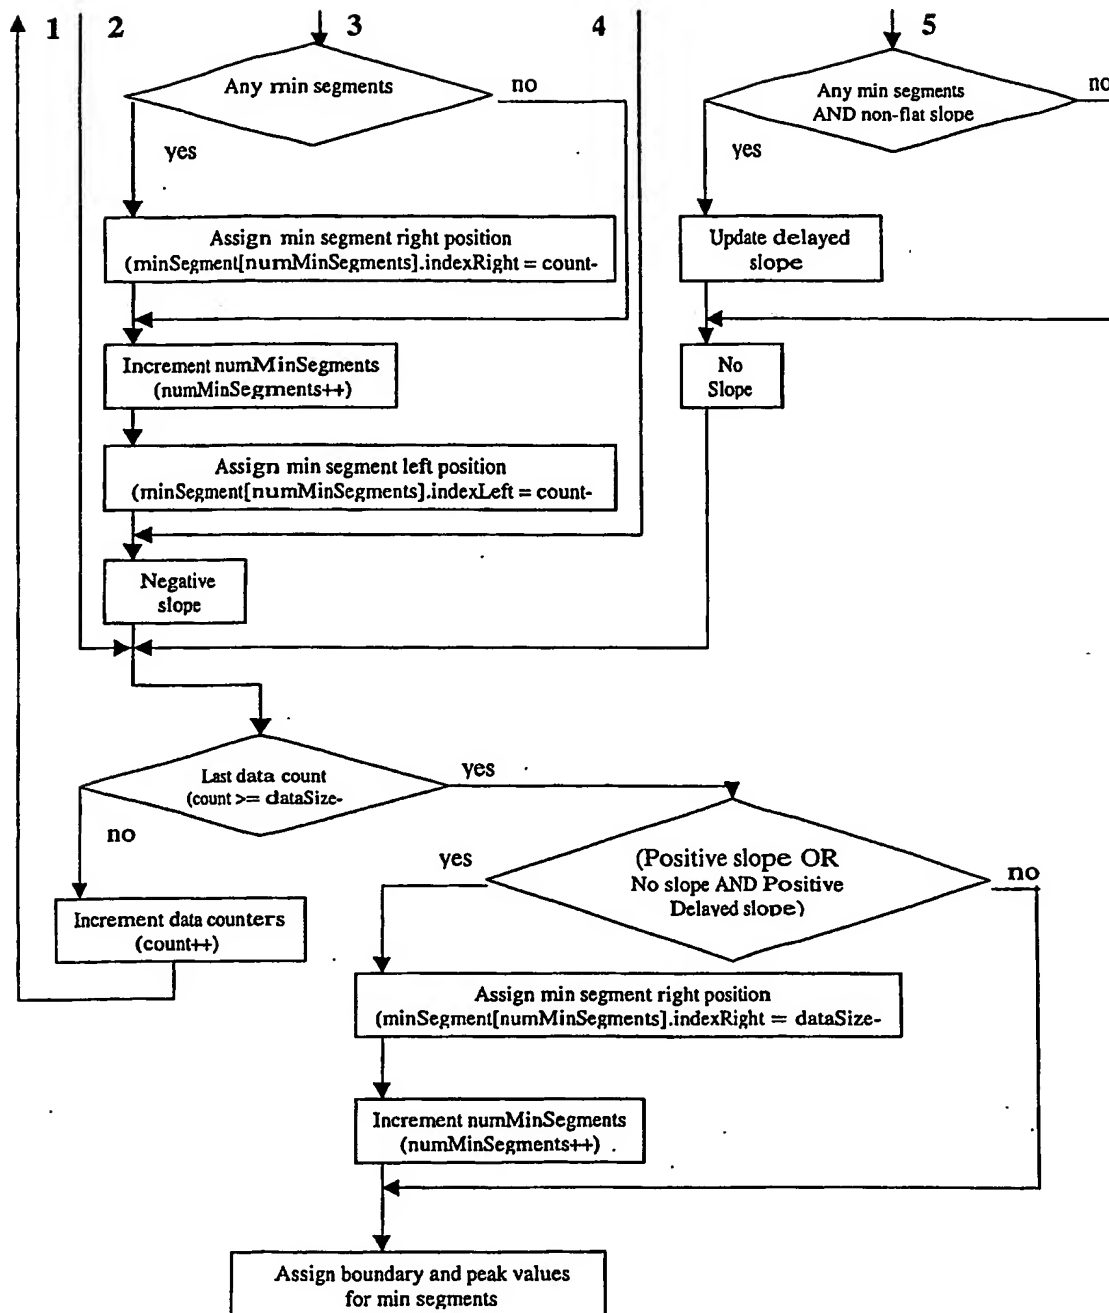 1
2
3
4
5
Any min segments
no
yes
Any min segments
AND non-flat slope
no
yes
Assign min segment right position
(minSegment[numMinSegments].indexRight = count-
Update delayed
slope
Increment numMinSegments
(numMinSegments++)
No
Slope
Assign min segment left position
(minSegment[numMinSegments].indexLeft = count-
Negative
slope
Last data count
(count >= dataSize-
yes
no
(Positive slope OR
No slope AND Positive
Delayed slope)
yes
no
Increment data counters
(count++)
Assign min segment right position
(minSegment[numMinSegments].indexRight = dataSize-
Increment numMinSegments
(numMinSegments++)
Assign boundary and peak values
for min segments